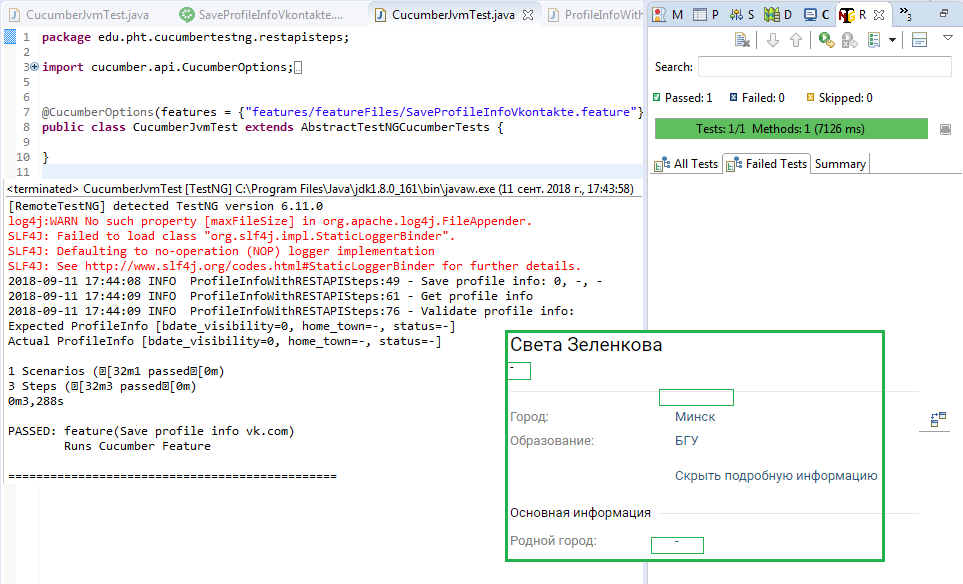 CucumberJvmTest.java
SaveProfileInfoVkontakte....
CucumberJvmTest.java
ProfileInfoWith
M
P
S
D
C
R
»3
1 package edu.pht.cucumbertestng.restapisteps;
2
3 import cucumber.api.CucumberOptions;
5
6
7 @CucumberOptions(features = {"features/featureFiles/SaveProfileInfoVkontakte.feature"}
8 public class CucumberJvmTest extends AbstractTestNGCucumberTests {
9
10 }
11
Search:
Passed: 1 Failed: 0 Skipped: 0
Tests: 1/1 Methods: 1 (7126 ms)
All Tests Failed Tests Summary
<terminated> CucumberJvmTest [TestNG] C:\Program Files\Java\jdk1.8.0_161\bin\javaw.exe (11 сент. 2018 г., 17:43:58)
[RemoteTestNG] detected TestNG version 6.11.0
log4j:WARN No such property [maxFileSize] in org.apache.log4j.FileAppender.
SLF4J: Failed to load class "org.slf4j.impl.StaticLoggerBinder".
SLF4J: Defaulting to no-operation (NOP) logger implementation
SLF4J: See http://www.slf4j.org/codes.html#StaticLoggerBinder for further details.
2018-09-11 17:44:08 INFO  ProfileInfoWithRESTAPISteps:49 - Save profile info: 0, -, -
2018-09-11 17:44:09 INFO  ProfileInfoWithRESTAPISteps:61 - Get profile info
2018-09-11 17:44:09 INFO  ProfileInfoWithRESTAPISteps:76 - Validate profile info:
Expected ProfileInfo [bdate_visibility=0, home_town=-, status=-]
Actual ProfileInfo [bdate_visibility=0, home_town=-, status=-]
1 Scenarios ([32m1 passed[0m)
3 Steps ([32m3 passed[0m)
0m3,288s
PASSED: feature(Save profile info vk.com)
Runs Cucumber Feature
===============================================
Света Зеленкова
-
Город: Минск
Образование: БГУ
Скрыть подробную информацию
Основная информация
Родной город: -